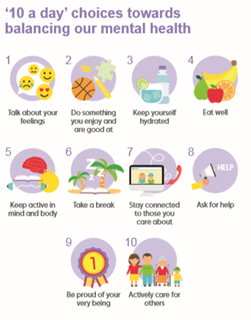 ‘10 a day’ choices towards
balancing our mental health
1
2
3
4
Talk about your
feelings
Do something
you enjoy and
are good at
Keep yourself
hydrated
Eat well
5
6
7
8
Z
Z
HELP
Keep active in
mind and body
Take a break
Stay connected
to those you
care about
Ask for help
9
10
1
Be proud of your
very being
Actively care for
others